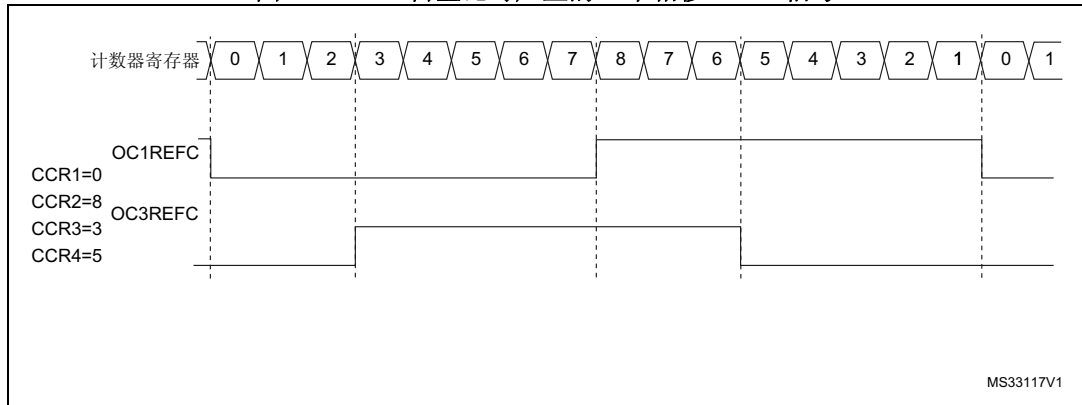 计数器寄存器 0 1 2 3 4 5 6 7 8 7 6 5 4 3 2 1 0 1
OC1REFC
CCR1=0
CCR2=8
OC3REFC
CCR3=3
CCR4=5
MS33117V1